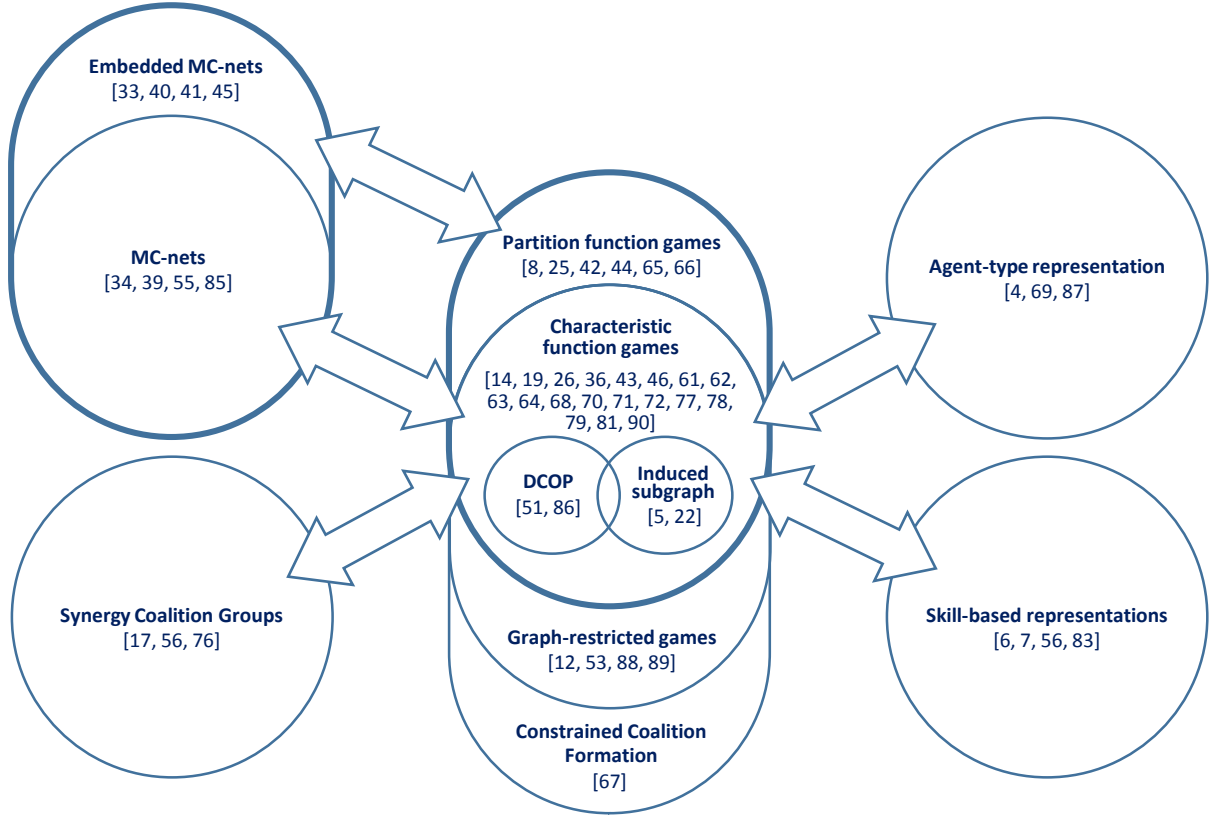 Embedded MC-nets
[33, 40, 41, 45]
MC-nets
[34, 39, 55, 85]
Partition function games
[8, 25, 42, 44, 65, 66]
Characteristic
function games
[14, 19, 26, 36, 43, 46, 61, 62,
63, 64, 68, 70, 71, 72, 77, 78,
79, 81, 90]
DCOP
[51, 86]
Induced
subgraph
[5, 22]
Agent-type representation
[4, 69, 87]
Synergy Coalition Groups
[17, 56, 76]
Graph-restricted games
[12, 53, 88, 89]
Constrained Coalition
Formation
[67]
Skill-based representations
[6, 7, 56, 83]